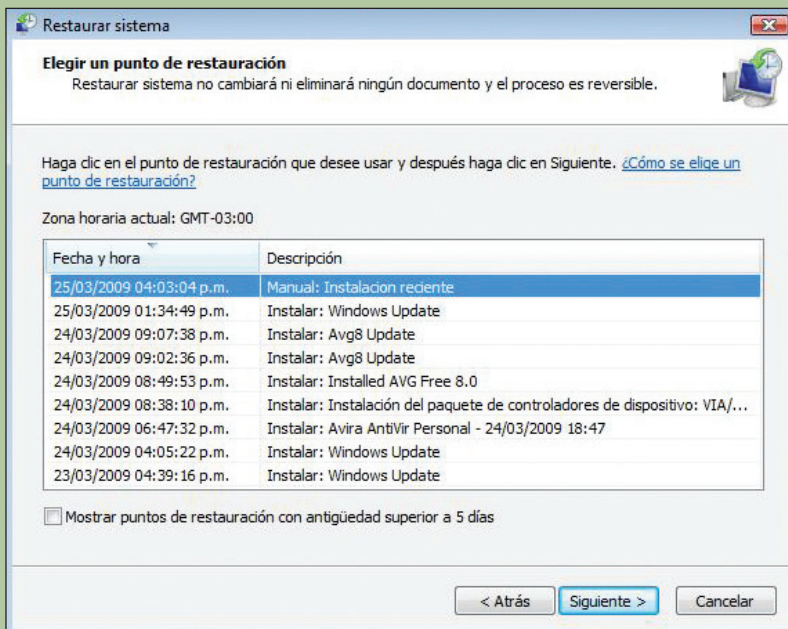 Restaurar sistema
Elegir un punto de restauración
Restaurar sistema no cambiará ni eliminará ningún documento y el proceso es reversible.
Haga clic en el punto de restauración que desee usar y después haga clic en Siguiente. ¿Cómo se elige un
punto de restauración?
Zona horaria actual: GMT-03:00
Fecha y hora Descripción
25/03/2009 04:03:04 p.m. Manual: Instalacion reciente
25/03/2009 01:34:49 p.m. Instalar: Windows Update
24/03/2009 09:07:38 p.m. Instalar: Avg8 Update
24/03/2009 09:02:36 p.m. Instalar: Avg8 Update
24/03/2009 08:49:53 p.m. Instalar: Installed AVG Free 8.0
24/03/2009 08:38:10 p.m. Instalar: Instalación del paquete de controladores de dispositivo: VIA/...
24/03/2009 06:47:32 p.m. Instalar: Avira AntiVir Personal - 24/03/2009 18:47
24/03/2009 04:05:22 p.m. Instalar: Windows Update
23/03/2009 04:39:16 p.m. Instalar: Windows Update
Mostrar puntos de restauración con antigüedad superior a 5 días
< Atrás Siguiente > Cancelar